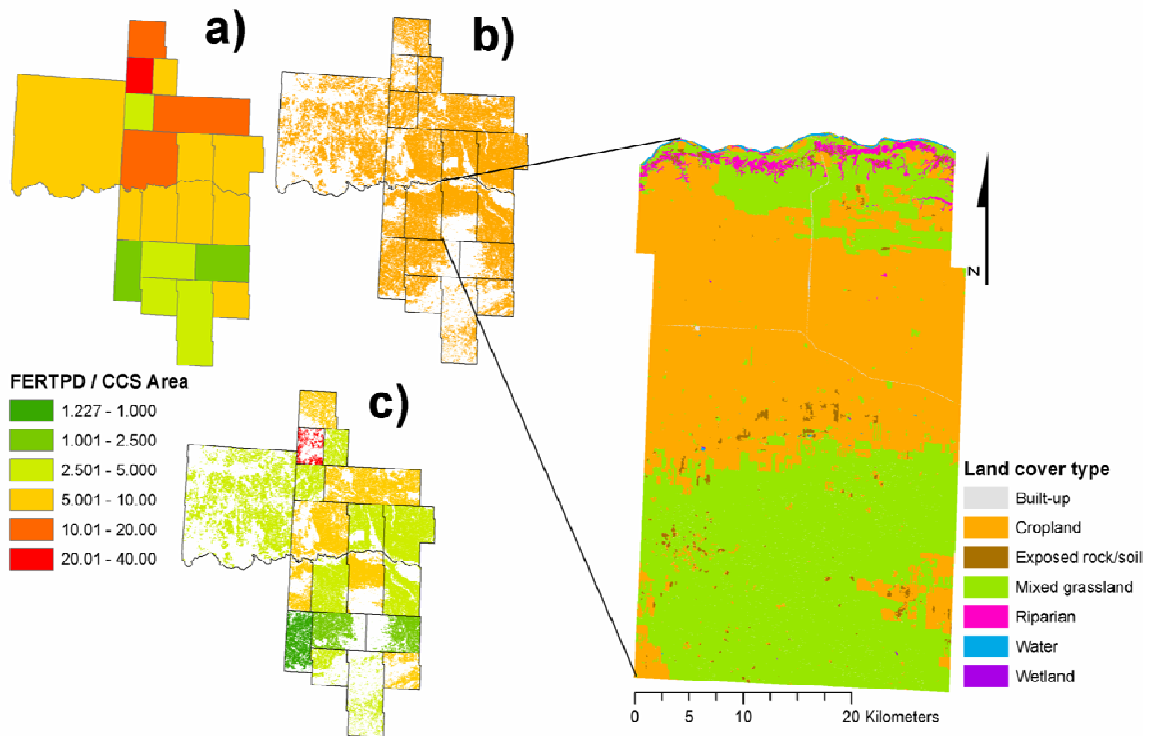 a)
b)
c)
FERTPD / CCS Area
1.227 - 1.000
1.001 - 2.500
2.501 - 5.000
5.001 - 10.00
10.01 - 20.00
20.01 - 40.00
N
Land cover type
Built-up
Cropland
Exposed rock/soil
Mixed grassland
Riparian
Water
Wetland
0 5 10 20 Kilometers